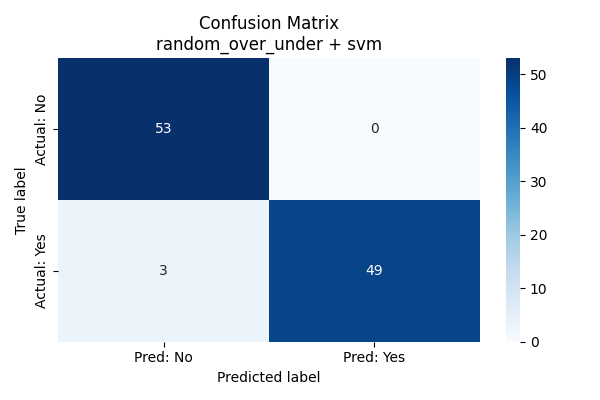 Confusion Matrix
random_over_under + svm
True label
Actual: No
53
0
Actual: Yes
3
49
Pred: No
Pred: Yes
Predicted label
50
40
30
20
10
0